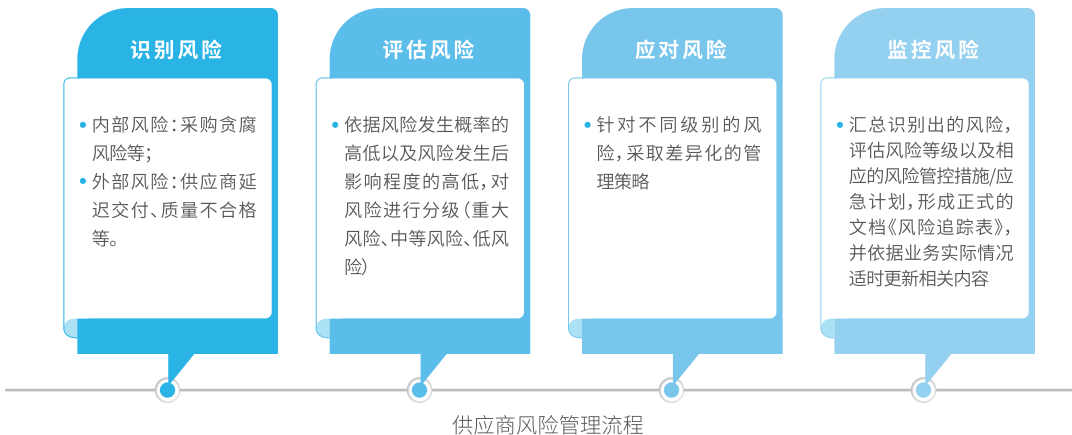 识别风险
• 内部风险：采购贪腐
风险等；
• 外部风险：供应商延
迟交付、质量不合格
等。
评估风险
• 依据风险发生概率的
高低以及风险发生后
影响程度的高低，对
风险进行分级（重大
风险、中等风险、低风
险）
应对风险
• 针对不同级别的风
险，采取差异化的管
理策略
监控风险
• 汇总识别出的风险，
评估风险等级以及相
应的风险管控措施/应
急计划，形成正式的
文档《风险追踪表》，
并依据业务实际情况
适时更新相关内容
供应商风险管理流程